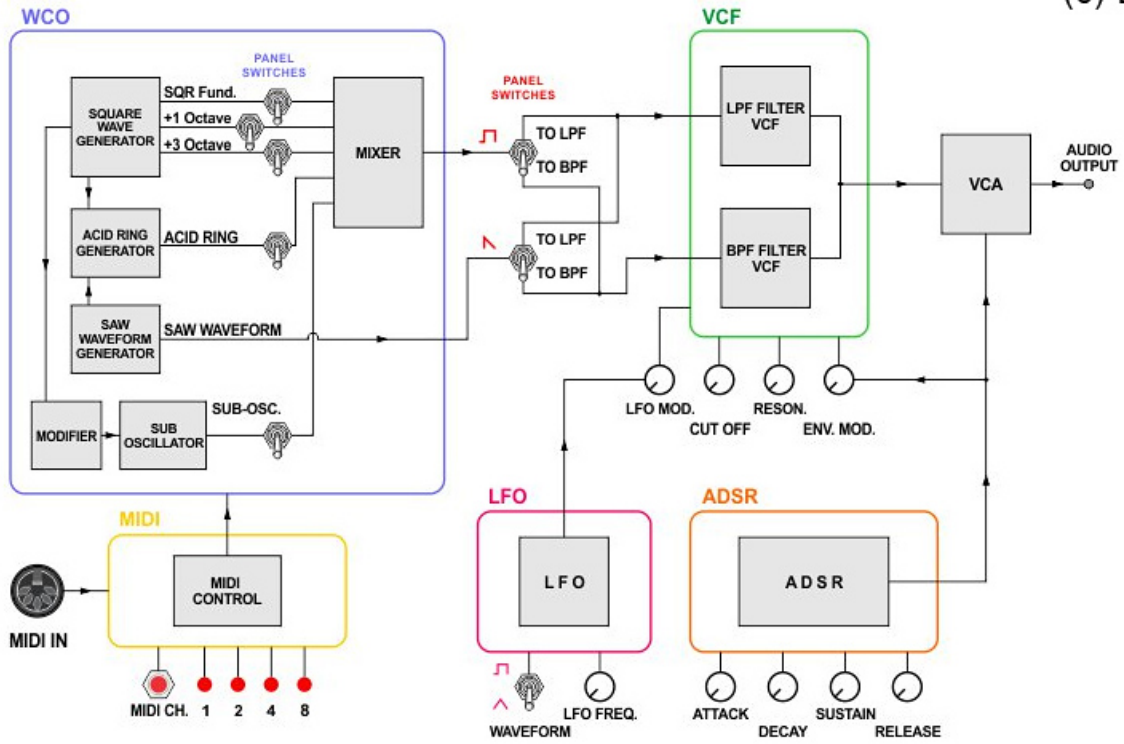 WCO
VCF
PANEL
SWITCHES
SQUARE
WAVE
GENERATOR
SQR Fund.
+1 Octave
+3 Octave
MIXER
PANEL
SWITCHES
TO LPF
TO BPF
LPF FILTER
VCF
VCA
AUDIO
OUTPUT
ACID RING
GENERATOR
ACID RING
TO LPF
TO BPF
BPF FILTER
VCF
SAW
WAVEFORM
GENERATOR
SAW WAVEFORM
MODIFIER
SUB
OSCILLATOR
SUB-OSC.
LFO MOD.
CUT OFF
RESON.
ENV. MOD.
MIDI
MIDI
CONTROL
MIDI IN
MIDI CH.
1
2
4
8
LFO
LFO
WAVEFORM
LFO FREQ.
ADSR
ADSR
ATTACK
DECAY
SUSTAIN
RELEASE